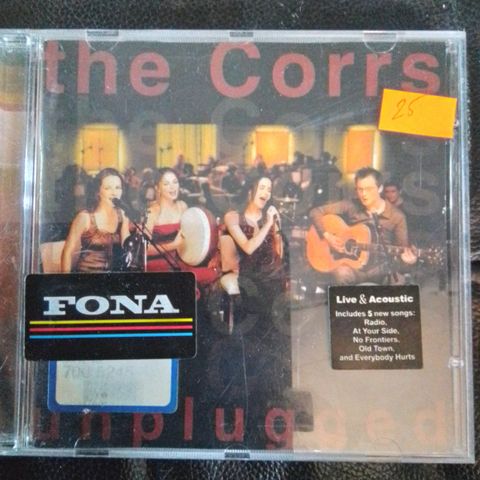 the Corrs
25
FONA
Live & Acoustic
Includes 5 new songs:
Radio,
At Your Side,
No Frontiers,
Old Town,
and Everybody Hurts
unplugged